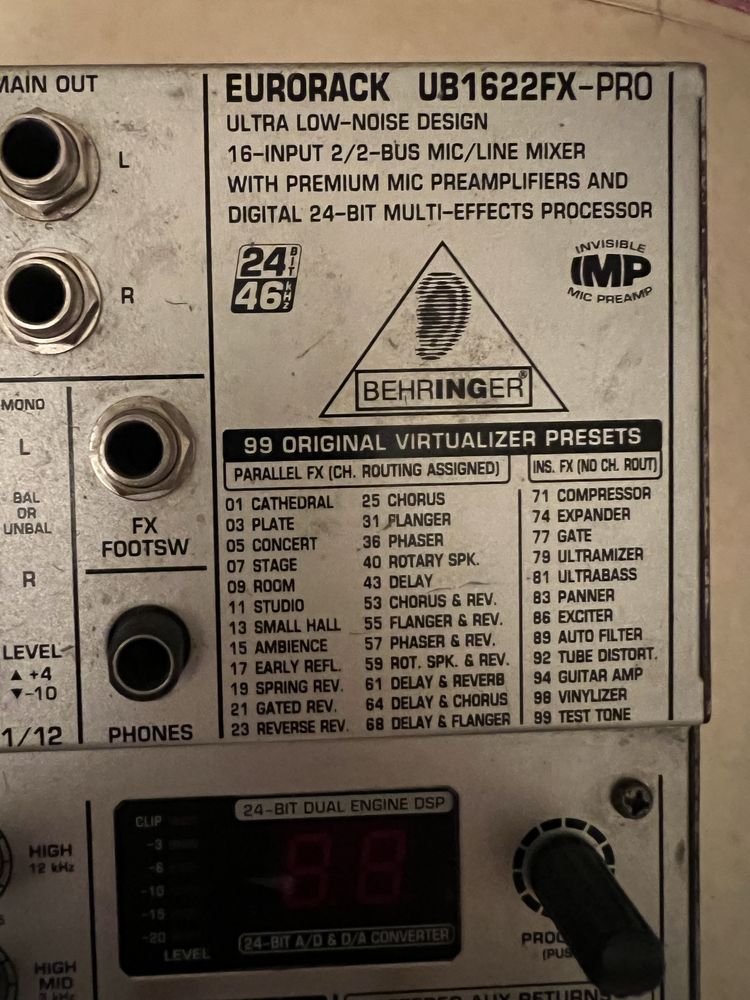 MAIN OUT
L
R
EURORACK UB1622FX-PRO
ULTRA LOW-NOISE DESIGN
16-INPUT 2/2-BUS MIC/LINE MIXER
WITH PREMIUM MIC PREAMPLIFIERS AND
DIGITAL 24-BIT MULTI-EFFECTS PROCESSOR
24 BIT
46 kHz
BEHRINGER®
INVISIBLE
IMP
MIC PREAMP
MONO
L
BAL
OR
UNBAL
R
LEVEL
▲ +4
▼-10
FX
FOOTSW
PHONES
99 ORIGINAL VIRTUALIZER PRESETS
PARALLEL FX (CH. ROUTING ASSIGNED)
01 CATHEDRAL
03 PLATE
05 CONCERT
07 STAGE
09 ROOM
11 STUDIO
13 SMALL HALL
15 AMBIENCE
17 EARLY REFL.
19 SPRING REV.
21 GATED REV.
23 REVERSE REV.
25 CHORUS
31 FLANGER
36 PHASER
40 ROTARY SPK.
43 DELAY
53 CHORUS & REV.
55 FLANGER & REV.
57 PHASER & REV.
59 ROT. SPK. & REV.
61 DELAY & REVERB
64 DELAY & CHORUS
68 DELAY & FLANGER
INS. FX (NO CH. ROUT)
71 COMPRESSOR
74 EXPANDER
77 GATE
79 ULTRAMIZER
81 ULTRABASS
83 PANNER
86 EXCITER
89 AUTO FILTER
92 TUBE DISTORT.
94 GUITAR AMP
98 VINYLIZER
99 TEST TONE
1/12
HIGH
12 kHz
HIGH
MID
24-BIT DUAL ENGINE DSP
CLIP
-3
-6
-10
-15
-20
LEVEL
88
24-BIT A/D & D/A CONVERTER
STEREO AUX RETURNS